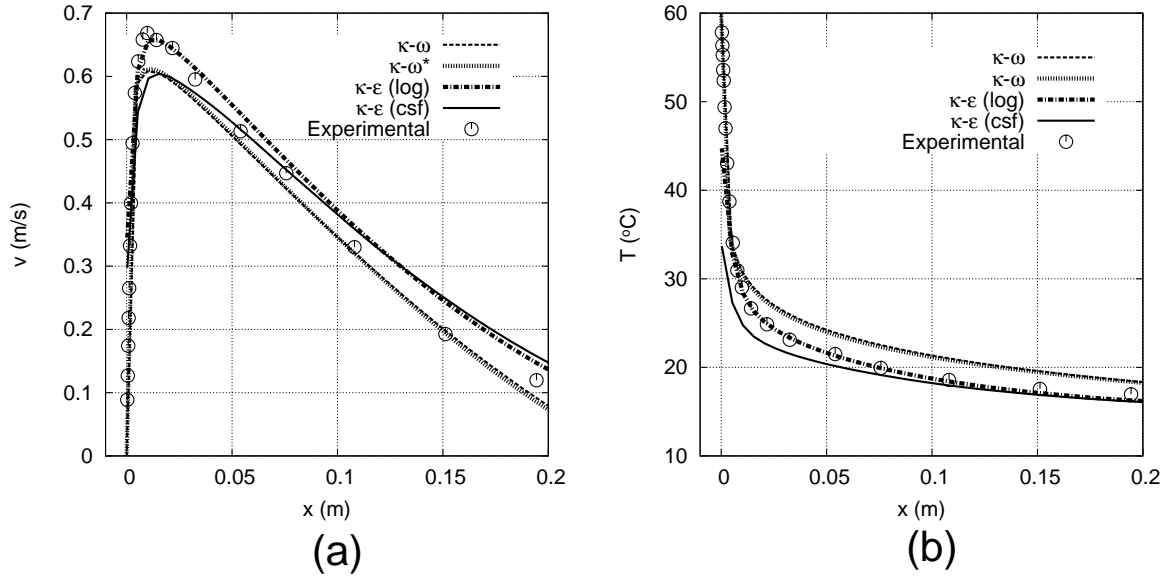 0.7
0.6
0.5
0.4
0.3
0.2
0.1
0
v (m/s)
κ-ω
κ-ω*
κ-ε (log)
κ-ε (csf)
Experimental
0 0.05 0.1 0.15 0.2
x (m)
(a)
60
50
40
30
20
10
T (°C)
κ-ω
κ-ω
κ-ε (log)
κ-ε (csf)
Experimental
0 0.05 0.1 0.15 0.2
x (m)
(b)